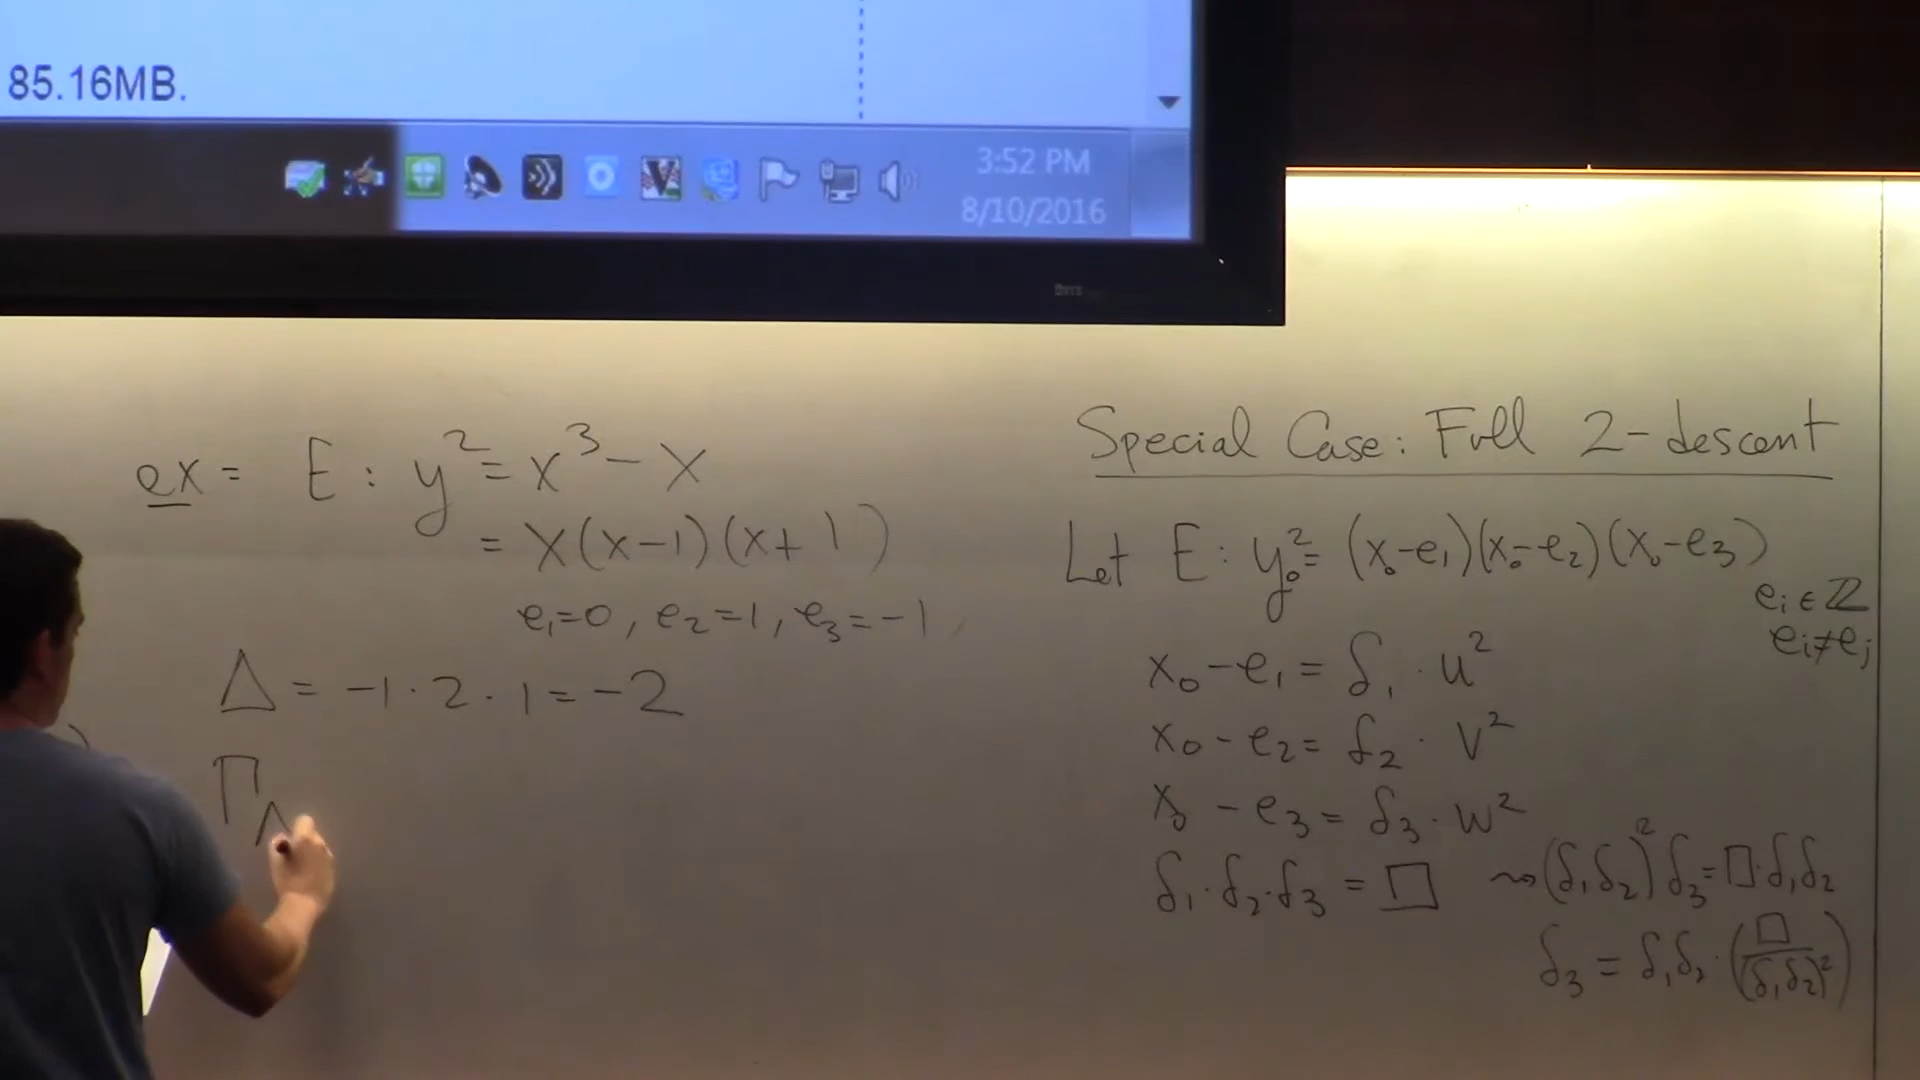 85.16MB.
3:52 PM
8/10/2016
ex = E : y² = x³ - x
= x(x-1)(x+1)
e₁=0, e₂=1, e₃=-1,
Δ = -1 · 2 · 1 = -2
Γ
Special Case: Full 2-descent
Let E : y₀² = (x₀-e₁)(x₀-e₂)(x₀-e₃)
eᵢ ∈ ℤ
eᵢ ≠ eⱼ
x₀ - e₁ = δ₁ · u²
x₀ - e₂ = δ₂ · v²
x₀ - e₃ = δ₃ · w²
δ₁ · δ₂ · δ₃ = □ ⇝ (δ₁δ₂)² δ₃ = □ · δ₁δ₂
δ₃ = δ₁δ₂ · (□/(δ₁δ₂)²)